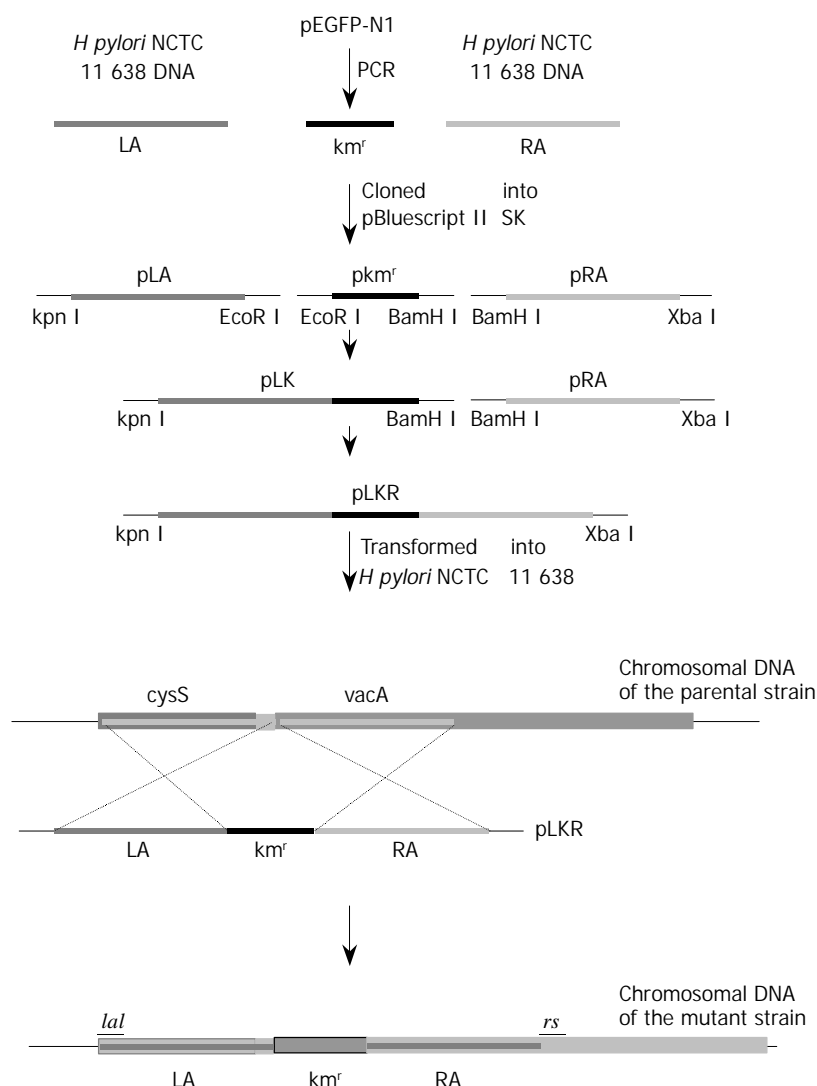 pEGFP-N1
H pylori NCTC
11 638 DNA
PCR
H pylori NCTC
11 638 DNA
LA
kmʳ
RA
Cloned into
pBluescript II SK
pLA
pkmʳ
pRA
kpn I
EcoR I
EcoR I
BamH I
BamH I
Xba I
pLK
pRA
kpn I
BamH I
BamH I
Xba I
pLKR
kpn I
Xba I
Transformed into
H pylori NCTC 11 638
cysS
vacA
Chromosomal DNA
of the parental strain
LA
kmʳ
RA
pLKR
lal
rs
Chromosomal DNA
of the mutant strain
LA
kmʳ
RA